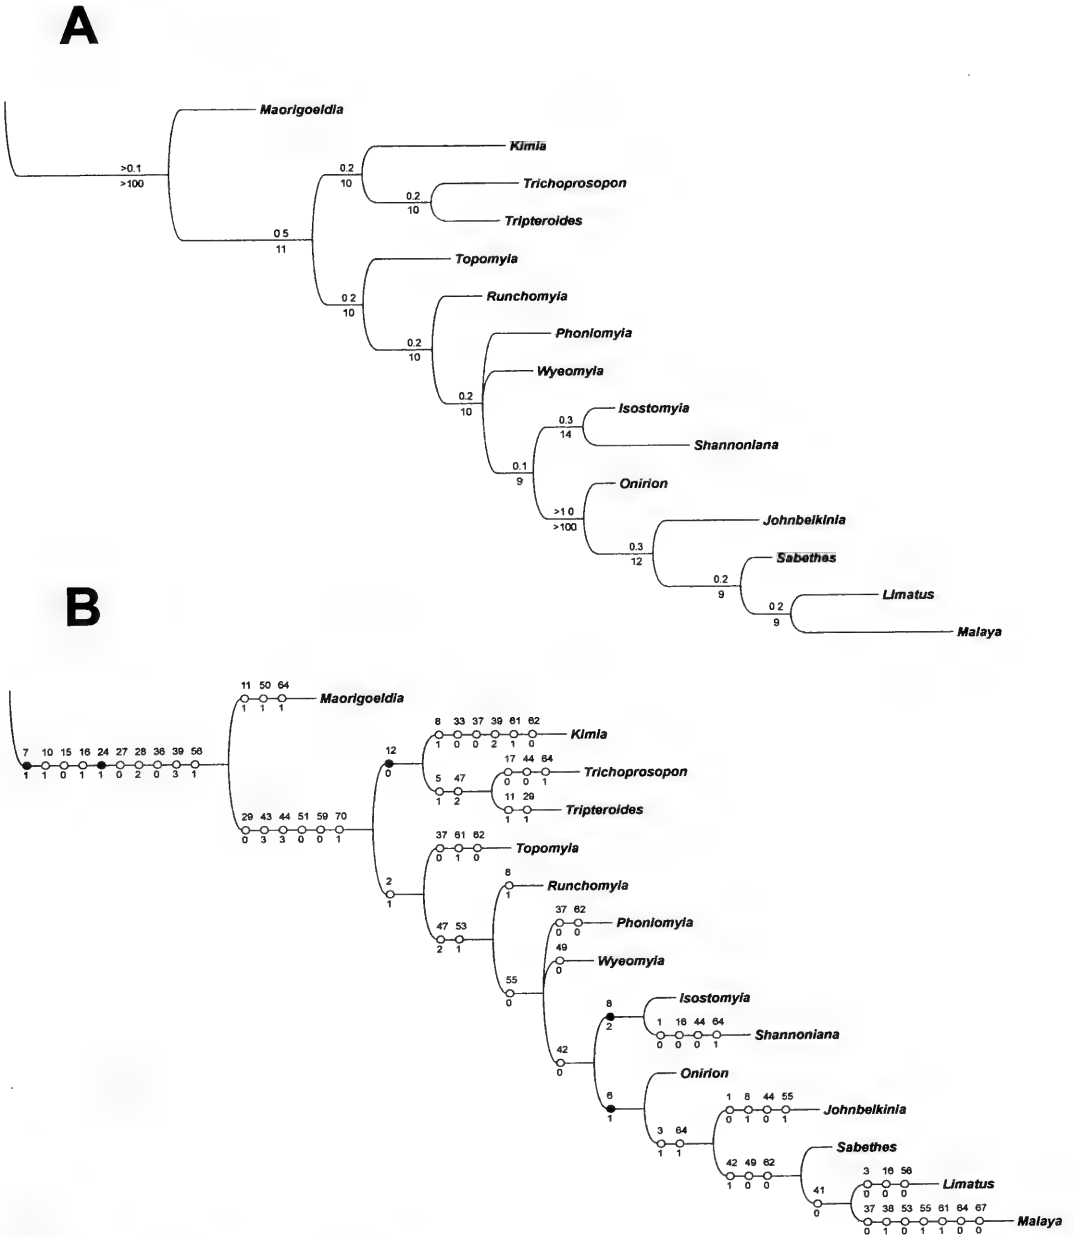 A
Maorigoeldia
Kimia
>0.1
>100
0.2
10
Trichoprosopon
0.2
10
Tripteroides
0 5
11
Topomyia
Runchomyia
0 2
10
Phoniomyia
0.2
10
Wyeomyia
0.2
10
Isostomyia
0.3
14
Shannoniana
0.1
9
Onirion
>1 0
>100
Johnbelkinia
0.3
12
Sabethes
0.2
9
Limatus
0 2
9
Malaya
B
11 50 64
1 1 1
Maorigoeldia
8 33 37 39 61 62
1 0 0 2 1 0
Kimia
7 10 15 16 24 27 28 36 39 56
1 1 0 1 1 0 2 0 3 1
12
0
17 44 64
0 0 1
Trichoprosopon
5 47
1 2
11 29
1 1
Tripteroides
29 43 44 51 59 70
0 3 3 0 0 1
37 61 62
0 1 0
Topomyia
8
1
Runchomyia
2
1
37 62
0 0
Phoniomyia
47 53
2 1
49
0
Wyeomyia
55
0
Isostomyia
8
2
1 16 44 64
0 0 0 1
Shannoniana
42
0
Onirion
6
1
1 8 44 55
0 1 0 1
Johnbelkinia
3 64
1 1
Sabethes
42 49 62
1 0 0
3 16 56
0 0 0
Limatus
41
0
37 38 53 55 61 64 67
0 1 0 1 1 0 0
Malaya